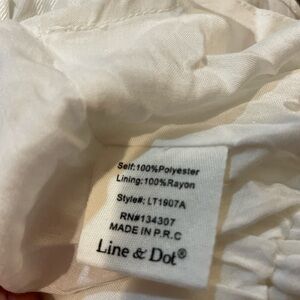 Self:100%Polyester
Lining:100%Rayon
Style#: LT1907A
RN#134307
MADE IN P.R.C
Line & Dot®